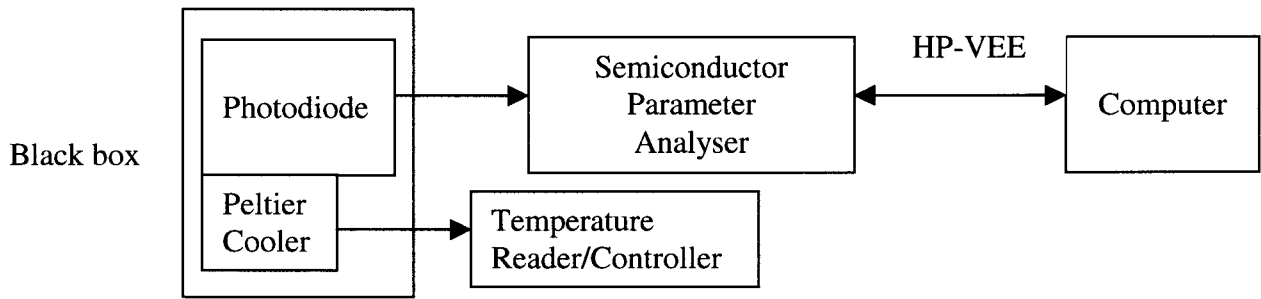 HP-VEE
Semiconductor
Parameter
Analyser
Photodiode
Computer
Black box
Peltier
Cooler
Temperature
Reader/Controller